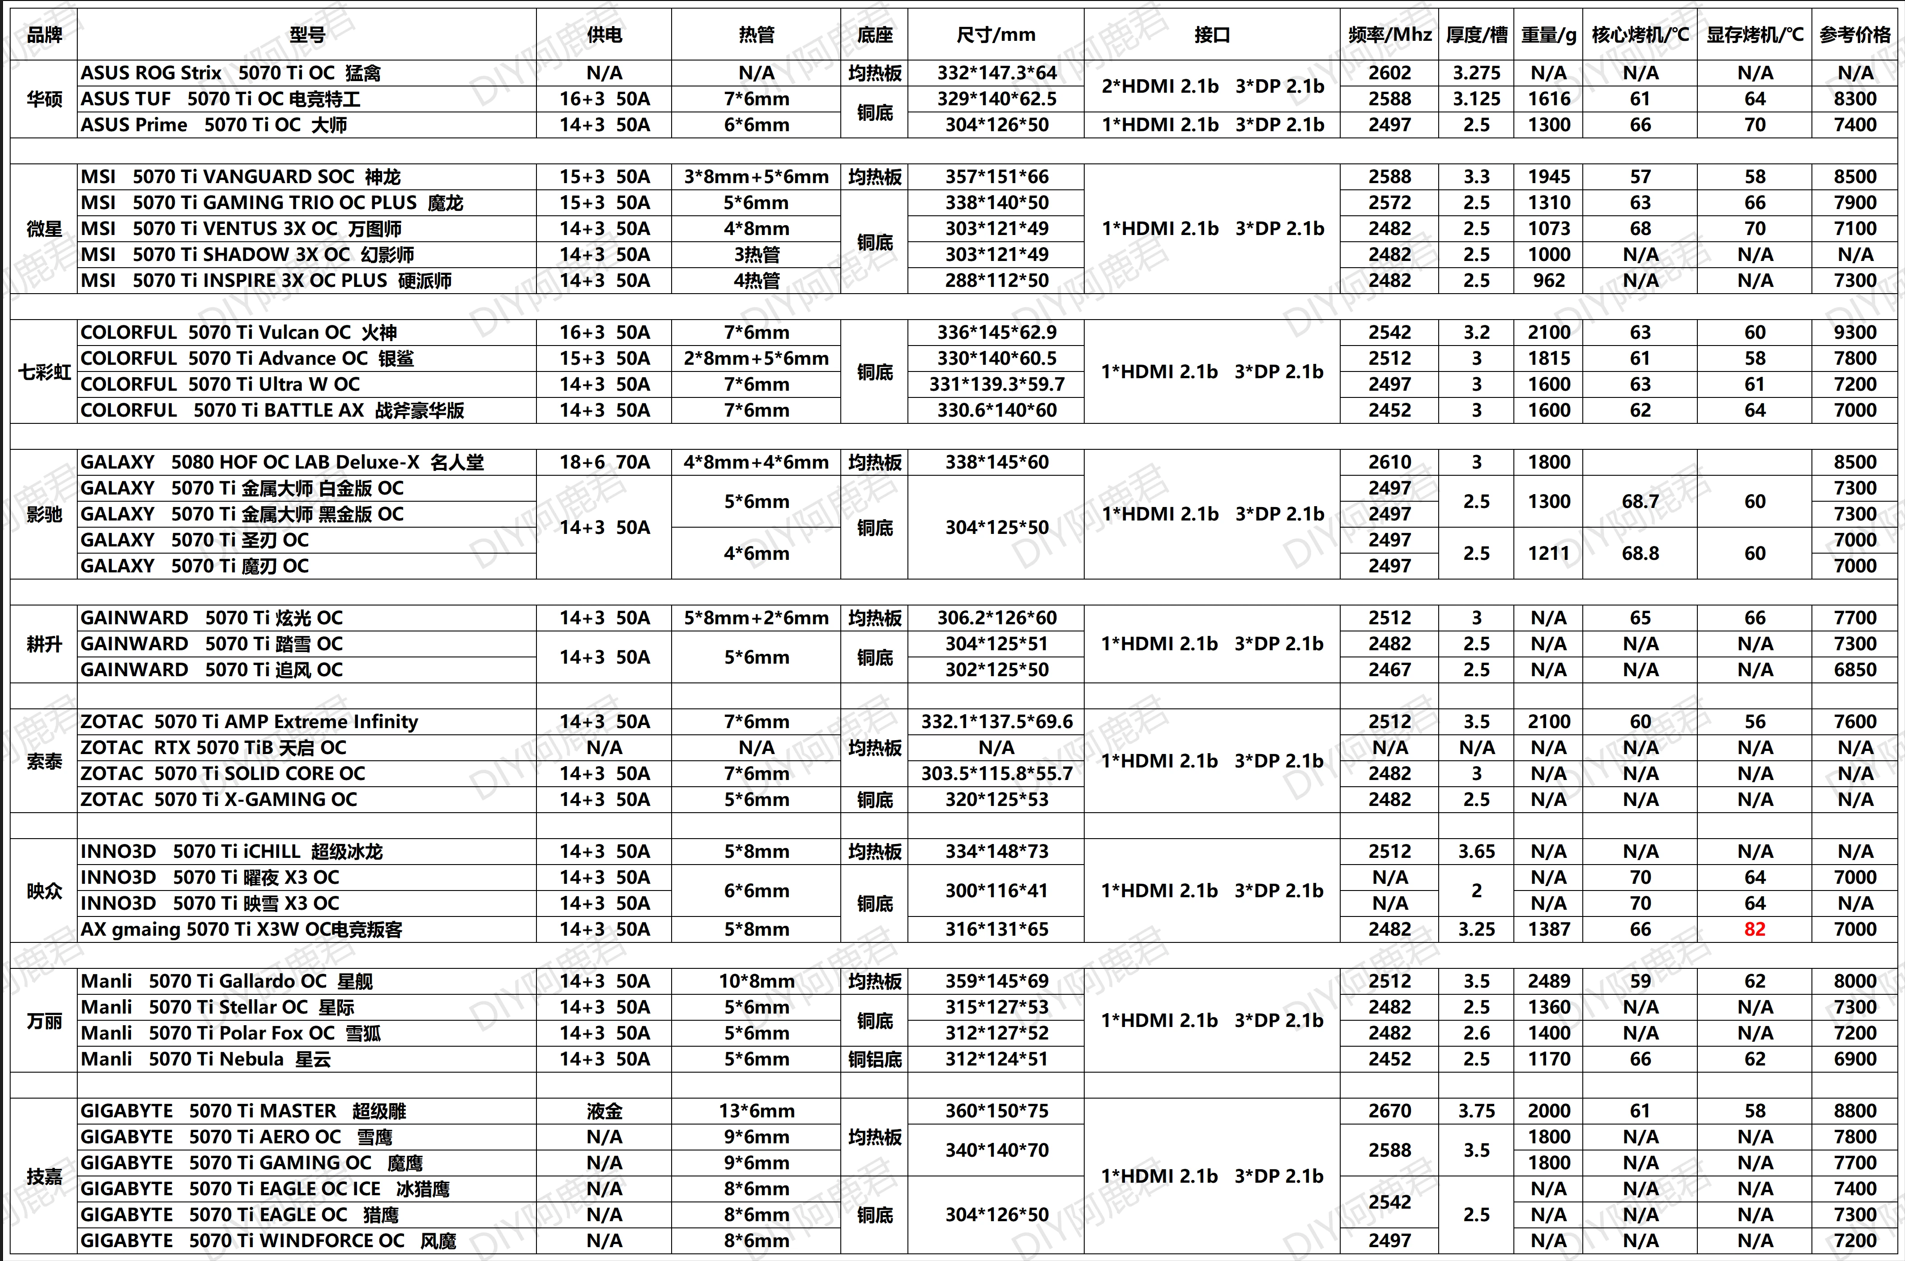 品牌 型号 供电 热管 底座 尺寸/mm 接口 频率/Mhz 厚度/槽 重量/g 核心烤机/℃ 显存烤机/℃ 参考价格
华硕 ASUS ROG Strix 5070 Ti OC 猛禽 N/A N/A 均热板 332*147.3*64 2*HDMI 2.1b 3*DP 2.1b 2602 3.275 N/A N/A N/A N/A
ASUS TUF 5070 Ti OC 电竞特工 16+3 50A 7*6mm 铜底 329*140*62.5 2588 3.125 1616 61 64 8300
ASUS Prime 5070 Ti OC 大师 14+3 50A 6*6mm 304*126*50 1*HDMI 2.1b 3*DP 2.1b 2497 2.5 1300 66 70 7400
微星 MSI 5070 Ti VANGUARD SOC 神龙 15+3 50A 3*8mm+5*6mm 均热板 357*151*66 1*HDMI 2.1b 3*DP 2.1b 2588 3.3 1945 57 58 8500
MSI 5070 Ti GAMING TRIO OC PLUS 魔龙 15+3 50A 5*6mm 铜底 338*140*50 2572 2.5 1310 63 66 7900
MSI 5070 Ti VENTUS 3X OC 万图师 14+3 50A 4*8mm 303*121*49 2482 2.5 1073 68 70 7100
MSI 5070 Ti SHADOW 3X OC 幻影师 14+3 50A 3热管 303*121*49 2482 2.5 1000 N/A N/A N/A
MSI 5070 Ti INSPIRE 3X OC PLUS 硬派师 14+3 50A 4热管 288*112*50 2482 2.5 962 N/A N/A 7300
七彩虹 COLORFUL 5070 Ti Vulcan OC 火神 16+3 50A 7*6mm 铜底 336*145*62.9 1*HDMI 2.1b 3*DP 2.1b 2542 3.2 2100 63 60 9300
COLORFUL 5070 Ti Advance OC 银鲨 15+3 50A 2*8mm+5*6mm 330*140*60.5 2512 3 1815 61 58 7800
COLORFUL 5070 Ti Ultra W OC 14+3 50A 7*6mm 331*139.3*59.7 2497 3 1600 63 61 7200
COLORFUL 5070 Ti BATTLE AX 战斧豪华版 14+3 50A 7*6mm 330.6*140*60 2452 3 1600 62 64 7000
影驰 GALAXY 5080 HOF OC LAB Deluxe-X 名人堂 18+6 70A 4*8mm+4*6mm 均热板 338*145*60 1*HDMI 2.1b 3*DP 2.1b 2610 3 1800 8500
GALAXY 5070 Ti 金属大师 白金版 OC 14+3 50A 5*6mm 铜底 304*125*50 2497 2.5 1300 68.7 60 7300
GALAXY 5070 Ti 金属大师 黑金版 OC 2497 7300
GALAXY 5070 Ti 圣刃 OC 4*6mm 2497 2.5 1211 68.8 60 7000
GALAXY 5070 Ti 魔刃 OC 2497 7000
耕升 GAINWARD 5070 Ti 炫光 OC 14+3 50A 5*8mm+2*6mm 均热板 306.2*126*60 1*HDMI 2.1b 3*DP 2.1b 2512 3 N/A 65 66 7700
GAINWARD 5070 Ti 踏雪 OC 14+3 50A 5*6mm 铜底 304*125*51 2482 2.5 N/A N/A N/A 7300
GAINWARD 5070 Ti 追风 OC 302*125*50 2467 2.5 N/A N/A N/A 6850
索泰 ZOTAC 5070 Ti AMP Extreme Infinity 14+3 50A 7*6mm 均热板 332.1*137.5*69.6 1*HDMI 2.1b 3*DP 2.1b 2512 3.5 2100 60 56 7600
ZOTAC RTX 5070 TiB 天启 OC N/A N/A N/A N/A N/A N/A N/A N/A N/A
ZOTAC 5070 Ti SOLID CORE OC 14+3 50A 7*6mm 303.5*115.8*55.7 2482 3 N/A N/A N/A N/A
ZOTAC 5070 Ti X-GAMING OC 14+3 50A 5*6mm 铜底 320*125*53 2482 2.5 N/A N/A N/A N/A
映众 INNO3D 5070 Ti iCHILL 超级冰龙 14+3 50A 5*8mm 均热板 334*148*73 1*HDMI 2.1b 3*DP 2.1b 2512 3.65 N/A N/A N/A N/A
INNO3D 5070 Ti 曜夜 X3 OC 14+3 50A 6*6mm 铜底 300*116*41 N/A 2 N/A 70 64 7000
INNO3D 5070 Ti 映雪 X3 OC 14+3 50A N/A N/A 70 64 N/A
AX gmaing 5070 Ti X3W OC电竞叛客 14+3 50A 5*8mm 316*131*65 2482 3.25 1387 66 82 7000
万丽 Manli 5070 Ti Gallardo OC 星舰 14+3 50A 10*8mm 均热板 359*145*69 1*HDMI 2.1b 3*DP 2.1b 2512 3.5 2489 59 62 8000
Manli 5070 Ti Stellar OC 星际 14+3 50A 5*6mm 铜底 315*127*53 2482 2.5 1360 N/A N/A 7300
Manli 5070 Ti Polar Fox OC 雪狐 14+3 50A 5*6mm 312*127*52 2482 2.6 1400 N/A N/A 7200
Manli 5070 Ti Nebula 星云 14+3 50A 5*6mm 铜铝底 312*124*51 2452 2.5 1170 66 62 6900
技嘉 GIGABYTE 5070 Ti MASTER 超级雕 液金 13*6mm 均热板 360*150*75 1*HDMI 2.1b 3*DP 2.1b 2670 3.75 2000 61 58 8800
GIGABYTE 5070 Ti AERO OC 雪鹰 N/A 9*6mm 340*140*70 2588 3.5 1800 N/A N/A 7800
GIGABYTE 5070 Ti GAMING OC 魔鹰 N/A 9*6mm 1800 N/A N/A 7700
GIGABYTE 5070 Ti EAGLE OC ICE 冰猎鹰 N/A 8*6mm 铜底 304*126*50 2542 2.5 N/A N/A N/A 7400
GIGABYTE 5070 Ti EAGLE OC 猎鹰 N/A 8*6mm N/A N/A N/A 7300
GIGABYTE 5070 Ti WINDFORCE OC 风魔 N/A 8*6mm 2497 N/A N/A N/A 7200
DIY阿鹿君